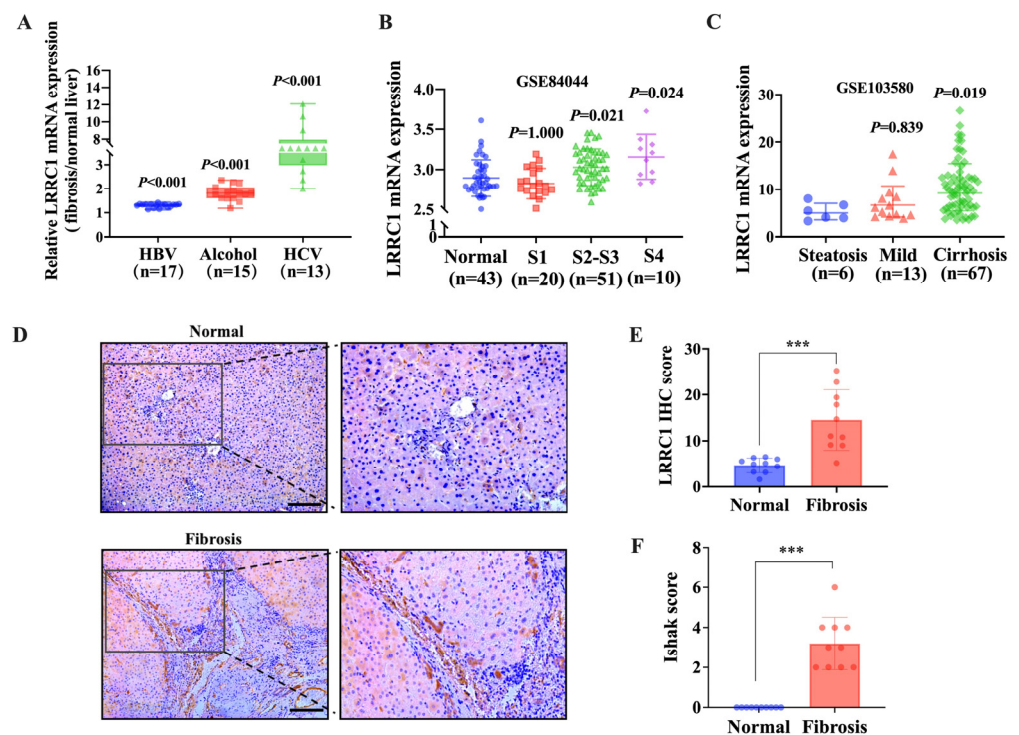 A
Relative LRRC1 mRNA expression
(fibrosis/normal liver)
16
14
12
10
8
6
4
3
2
1
0
P<0.001
P<0.001
P<0.001
HBV
(n=17)
Alcohol
(n=15)
HCV
(n=13)
B
LRRC1 mRNA expression
GSE84044
4.0
3.5
3.0
2.5
0
P=1.000
P=0.021
P=0.024
Normal
(n=43)
S1
(n=20)
S2-S3
(n=51)
S4
(n=10)
C
LRRC1 mRNA expression
GSE103580
30
20
10
0
P=0.839
P=0.019
Steatosis
(n=6)
Mild
(n=13)
Cirrhosis
(n=67)
D
Normal
Fibrosis
E
LRRC1 IHC score
30
20
10
0
***
Normal
Fibrosis
F
Ishak score
8
6
4
2
0
***
Normal
Fibrosis